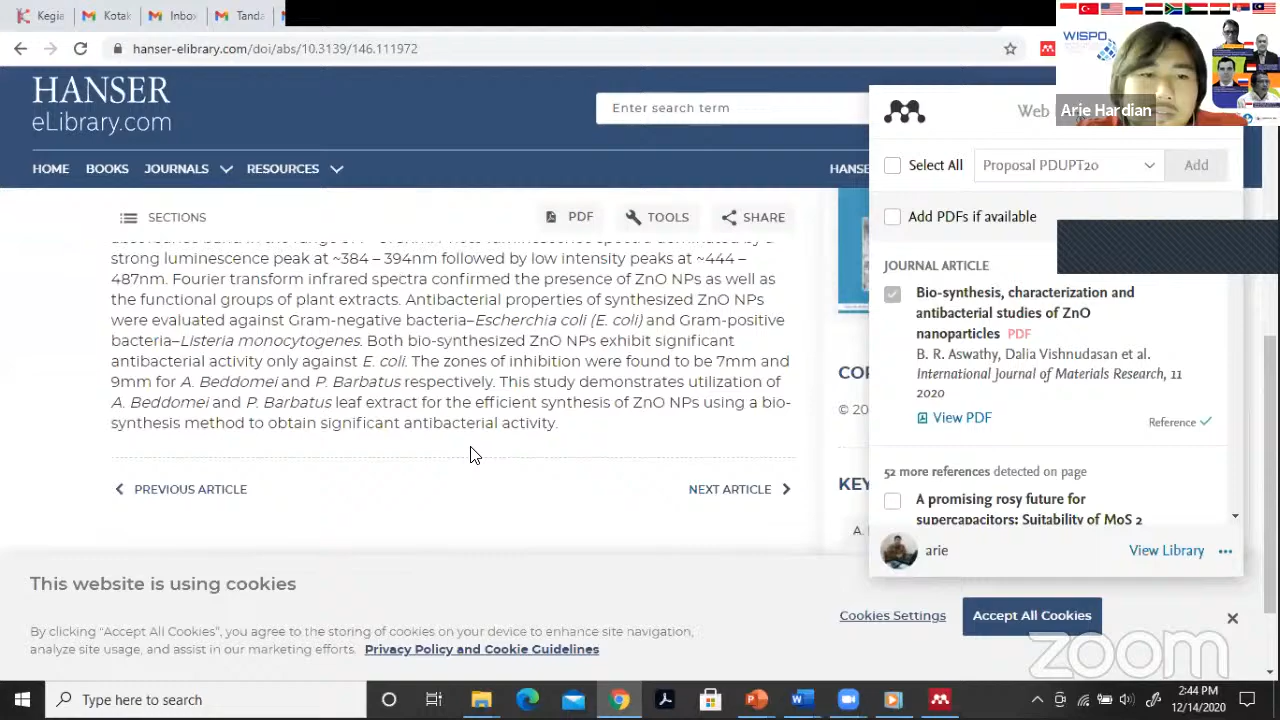 Kegia
Kotak
Inbox
Tanda
hanser-elibrary.com/doi/abs/10.3139/146.111972
WISPO
Arie Hardian
HANSER
eLibrary.com
Enter search term
HOME
BOOKS
JOURNALS
RESOURCES
HANSE
SECTIONS
PDF
TOOLS
SHARE
strong luminescence peak at ~384 – 394nm followed by low intensity peaks at ~444 –
487nm. Fourier transform infrared spectra confirmed the presence of ZnO NPs as well as
the functional groups of plant extracts. Antibacterial properties of synthesized ZnO NPs
were evaluated against Gram-negative bacteria–Escherchia coli (E. coli) and Gram-positive
bacteria–Listeria monocytogenes. Both bio-synthesized ZnO NPs exhibit significant
antibacterial activity only against E. coli. The zones of inhibition were found to be 7mm and
9mm for A. Beddomei and P. Barbatus respectively. This study demonstrates utilization of
A. Beddomei and P. Barbatus leaf extract for the efficient synthesis of ZnO NPs using a bio-
synthesis method to obtain significant antibacterial activity.
PREVIOUS ARTICLE
NEXT ARTICLE
COP
© 20
KEY
A.
Web
Select All
Proposal PDUPT20
Add
Add PDFs if available
JOURNAL ARTICLE
Bio-synthesis, characterization and
antibacterial studies of ZnO
nanoparticles PDF
B. R. Aswathy, Dalia Vishnudasan et al.
International Journal of Materials Research, 11
2020
View PDF
Reference
52 more references detected on page
A promising rosy future for
supercapacitors: Suitability of MoS 2
arie
View Library
This website is using cookies
By clicking “Accept All Cookies”, you agree to the storing of cookies on your device to enhance site navigation,
analyze site usage, and assist in our marketing efforts. Privacy Policy and Cookie Guidelines
Cookies Settings
Accept All Cookies
zoom
Type here to search
2:44 PM
12/14/2020